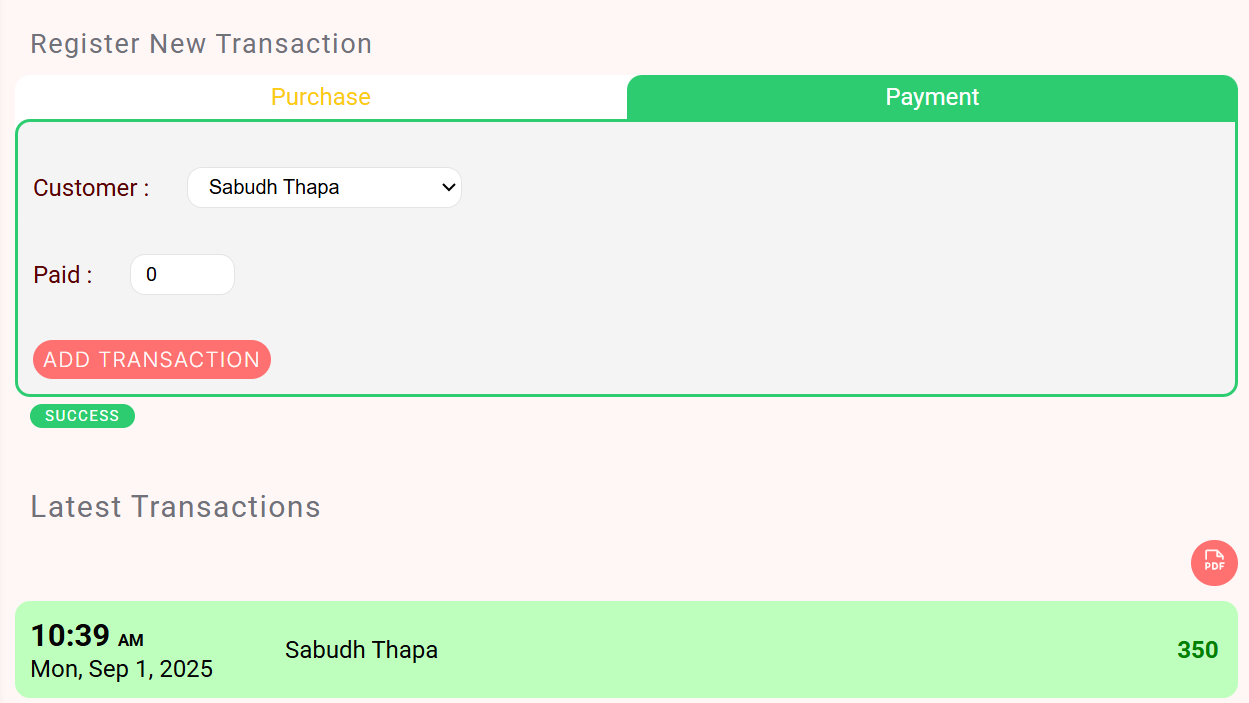 Register New Transaction
Purchase Payment
Customer : Sabudh Thapa
Paid : 0
ADD TRANSACTION
SUCCESS
Latest Transactions
PDF
10:39 AM
Sabudh Thapa 350
Mon, Sep 1, 2025